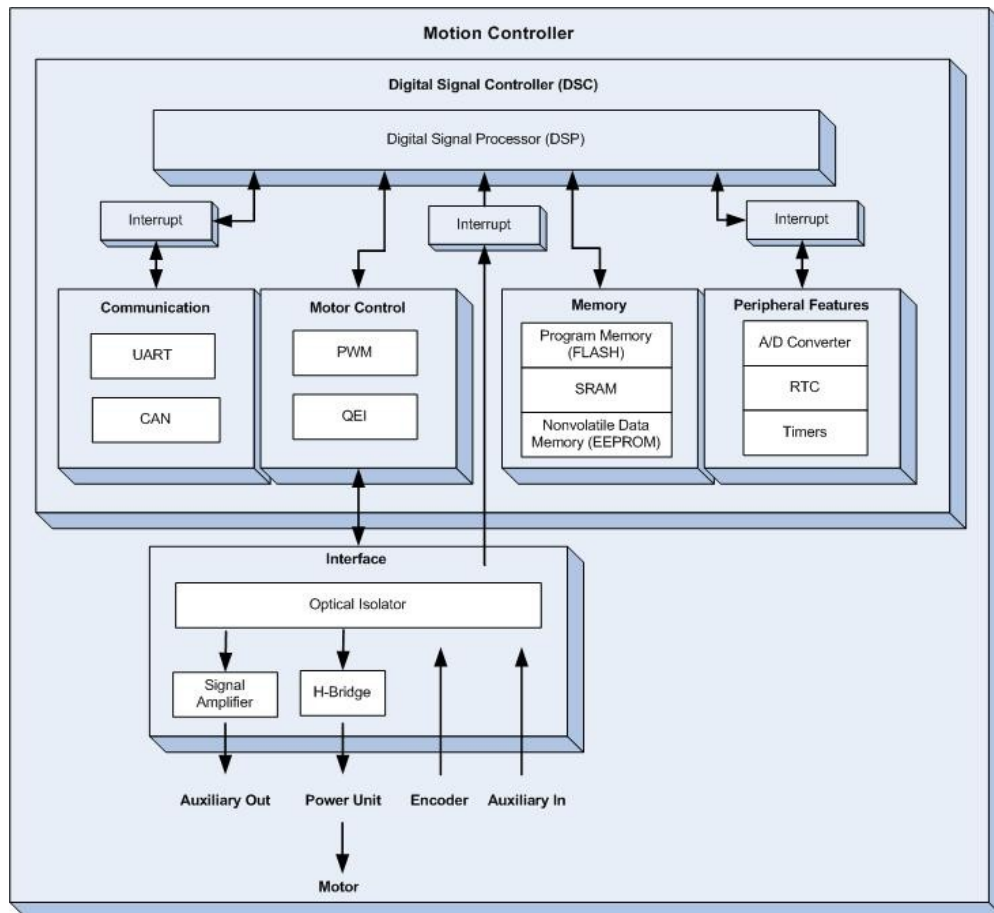 Motion Controller
Digital Signal Controller (DSC)
Digital Signal Processor (DSP)
Interrupt
Interrupt
Interrupt
Communication
UART
CAN
Motor Control
PWM
QEI
Memory
Program Memory
(FLASH)
SRAM
Nonvolatile Data
Memory (EEPROM)
Peripheral Features
A/D Converter
RTC
Timers
Interface
Optical Isolator
Signal
Amplifier
H-Bridge
Auxiliary Out
Power Unit
Encoder
Auxiliary In
Motor